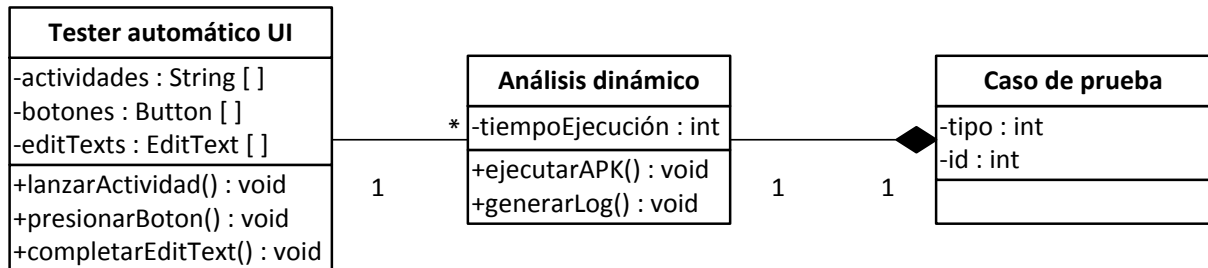 Tester automático UI
-actividades : String [ ]
-botones : Button [ ]
-editTexts : EditText [ ]
+lanzarActividad() : void
+presionarBoton() : void
+completarEditText() : void
1
*
Análisis dinámico
-tiempoEjecución : int
+ejecutarAPK() : void
+generarLog() : void
1
1
Caso de prueba
-tipo : int
-id : int